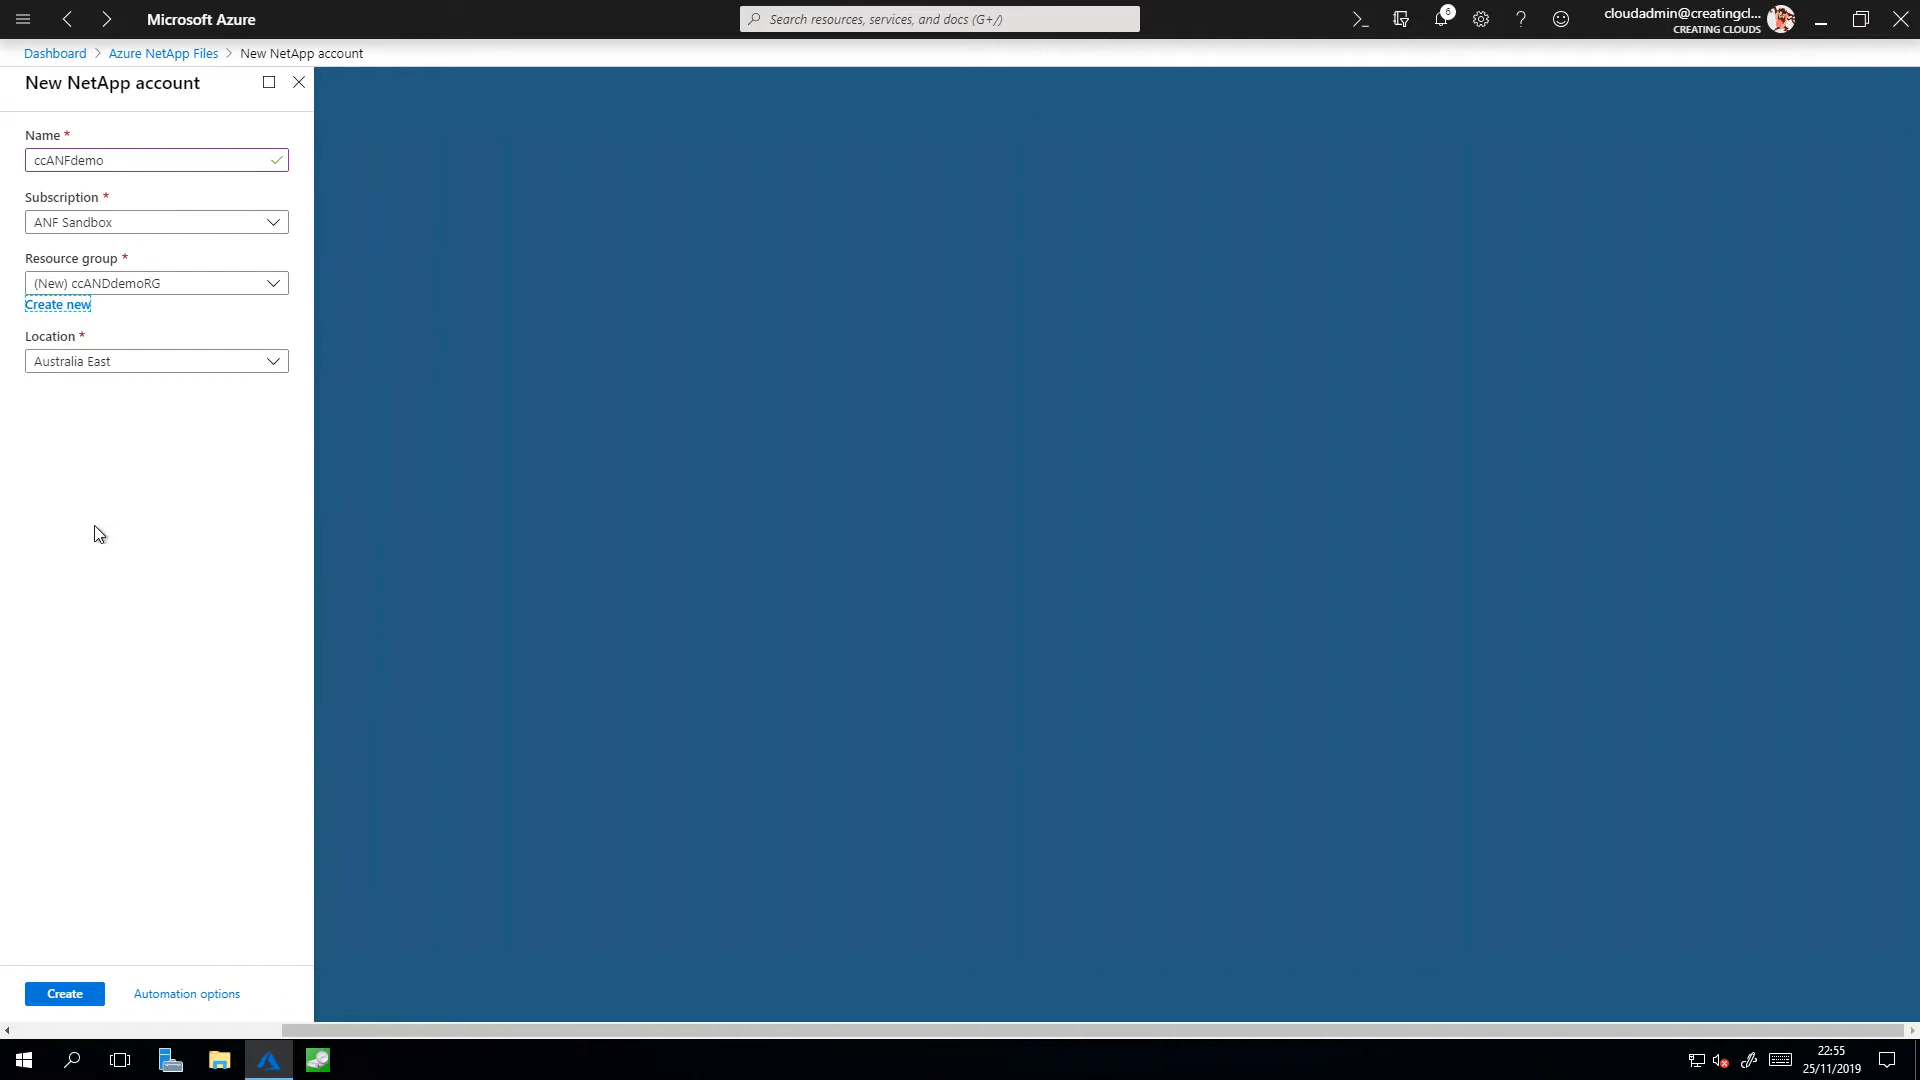 Microsoft Azure
Search resources, services, and docs (G+/)
6
cloudadmin@creatingcl...
CREATING CLOUDS
Dashboard > Azure NetApp Files > New NetApp account
New NetApp account
Name *
ccANFdemo
Subscription *
ANF Sandbox
Resource group *
(New) ccANDdemoRG
Create new
Location *
Australia East
Create
Automation options
22:55
25/11/2019